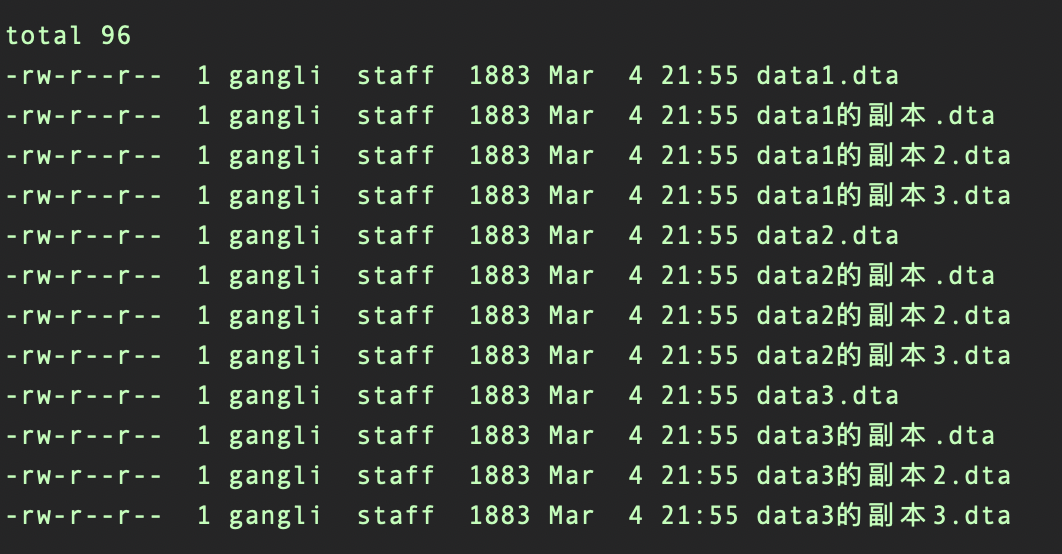 total 96
-rw-r--r--  1 gangli  staff  1883 Mar  4 21:55 data1.dta
-rw-r--r--  1 gangli  staff  1883 Mar  4 21:55 data1的副本.dta
-rw-r--r--  1 gangli  staff  1883 Mar  4 21:55 data1的副本2.dta
-rw-r--r--  1 gangli  staff  1883 Mar  4 21:55 data1的副本3.dta
-rw-r--r--  1 gangli  staff  1883 Mar  4 21:55 data2.dta
-rw-r--r--  1 gangli  staff  1883 Mar  4 21:55 data2的副本.dta
-rw-r--r--  1 gangli  staff  1883 Mar  4 21:55 data2的副本2.dta
-rw-r--r--  1 gangli  staff  1883 Mar  4 21:55 data2的副本3.dta
-rw-r--r--  1 gangli  staff  1883 Mar  4 21:55 data3.dta
-rw-r--r--  1 gangli  staff  1883 Mar  4 21:55 data3的副本.dta
-rw-r--r--  1 gangli  staff  1883 Mar  4 21:55 data3的副本2.dta
-rw-r--r--  1 gangli  staff  1883 Mar  4 21:55 data3的副本3.dta